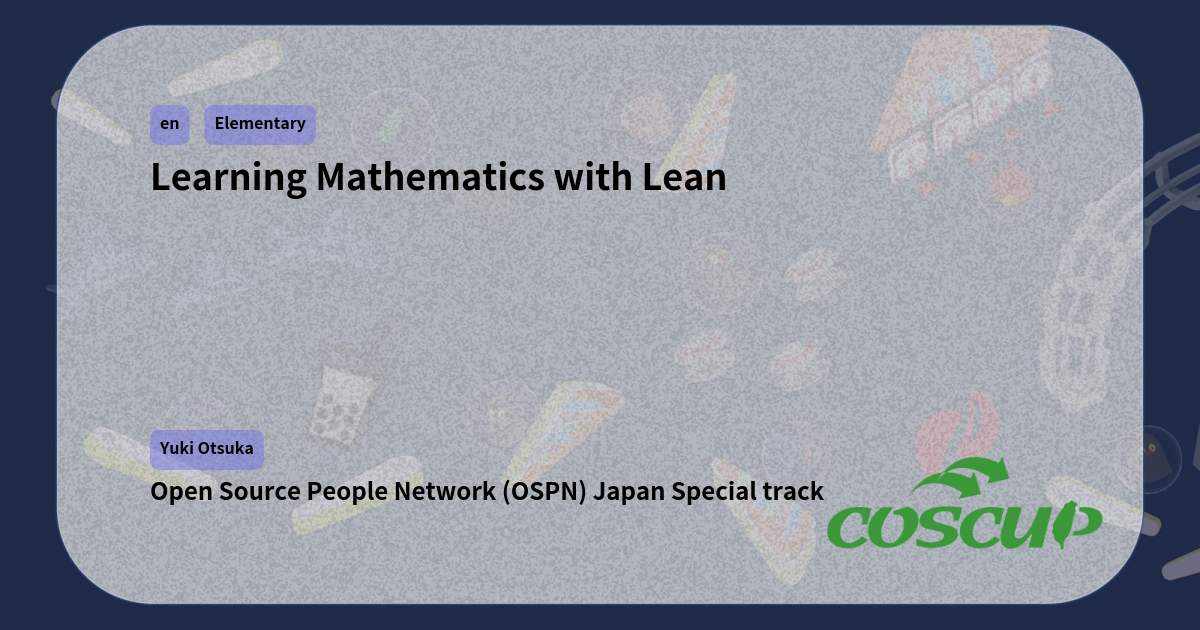 en Elementary
Learning Mathematics with Lean
Yuki Otsuka
Open Source People Network (OSPN) Japan Special track
COSCUP